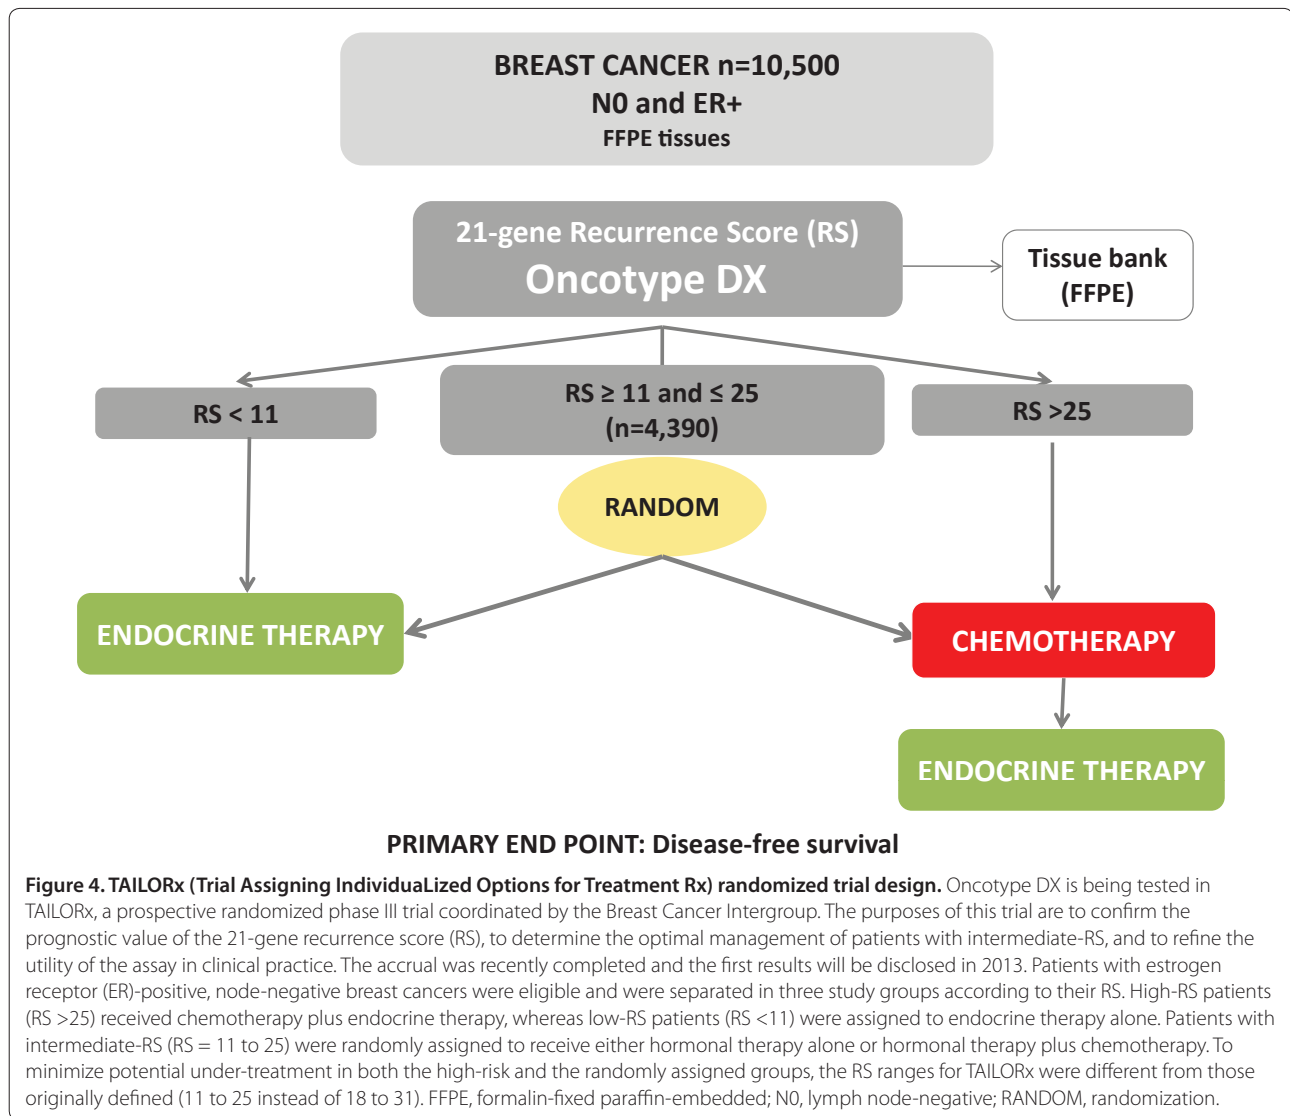 BREAST CANCER n=10,500
N0 and ER+
FFPE tissues
21-gene Recurrence Score (RS)
Oncotype DX
Tissue bank
(FFPE)
RS < 11
RS ≥ 11 and ≤ 25
(n=4,390)
RS >25
RANDOM
ENDOCRINE THERAPY
CHEMOTHERAPY
ENDOCRINE THERAPY
PRIMARY END POINT: Disease-free survival
Figure 4. TAILORx (Trial Assigning IndividuaLized Options for Treatment Rx) randomized trial design. Oncotype DX is being tested in
TAILORx, a prospective randomized phase III trial coordinated by the Breast Cancer Intergroup. The purposes of this trial are to confirm the
prognostic value of the 21-gene recurrence score (RS), to determine the optimal management of patients with intermediate-RS, and to refine the
utility of the assay in clinical practice. The accrual was recently completed and the first results will be disclosed in 2013. Patients with estrogen
receptor (ER)-positive, node-negative breast cancers were eligible and were separated in three study groups according to their RS. High-RS patients
(RS >25) received chemotherapy plus endocrine therapy, whereas low-RS patients (RS <11) were assigned to endocrine therapy alone. Patients with
intermediate-RS (RS = 11 to 25) were randomly assigned to receive either hormonal therapy alone or hormonal therapy plus chemotherapy. To
minimize potential under-treatment in both the high-risk and the randomly assigned groups, the RS ranges for TAILORx were different from those
originally defined (11 to 25 instead of 18 to 31). FFPE, formalin-fixed paraffin-embedded; N0, lymph node-negative; RANDOM, randomization.